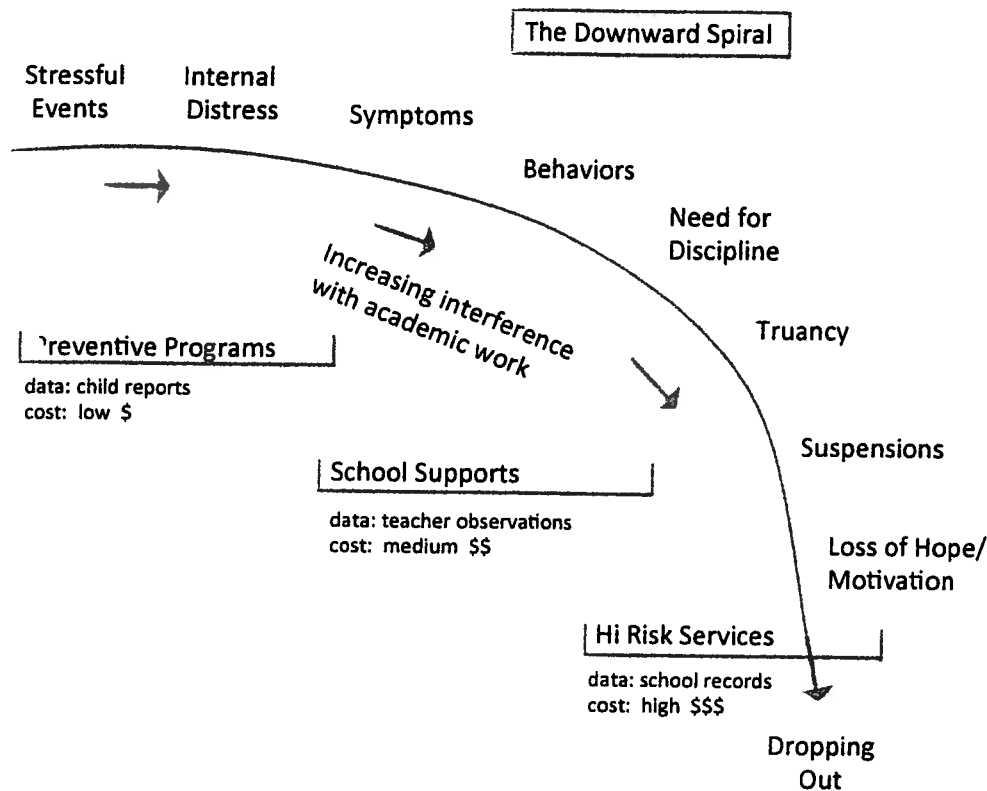 The Downward Spiral
Stressful
Events
Internal
Distress
Symptoms
Behaviors
Need for
Discipline
Truancy
Suspensions
Loss of Hope/
Motivation
Dropping
Out
Increasing interference
with academic work
Preventive Programs
data: child reports
cost: low $
School Supports
data: teacher observations
cost: medium $$
Hi Risk Services
data: school records
cost: high $$$